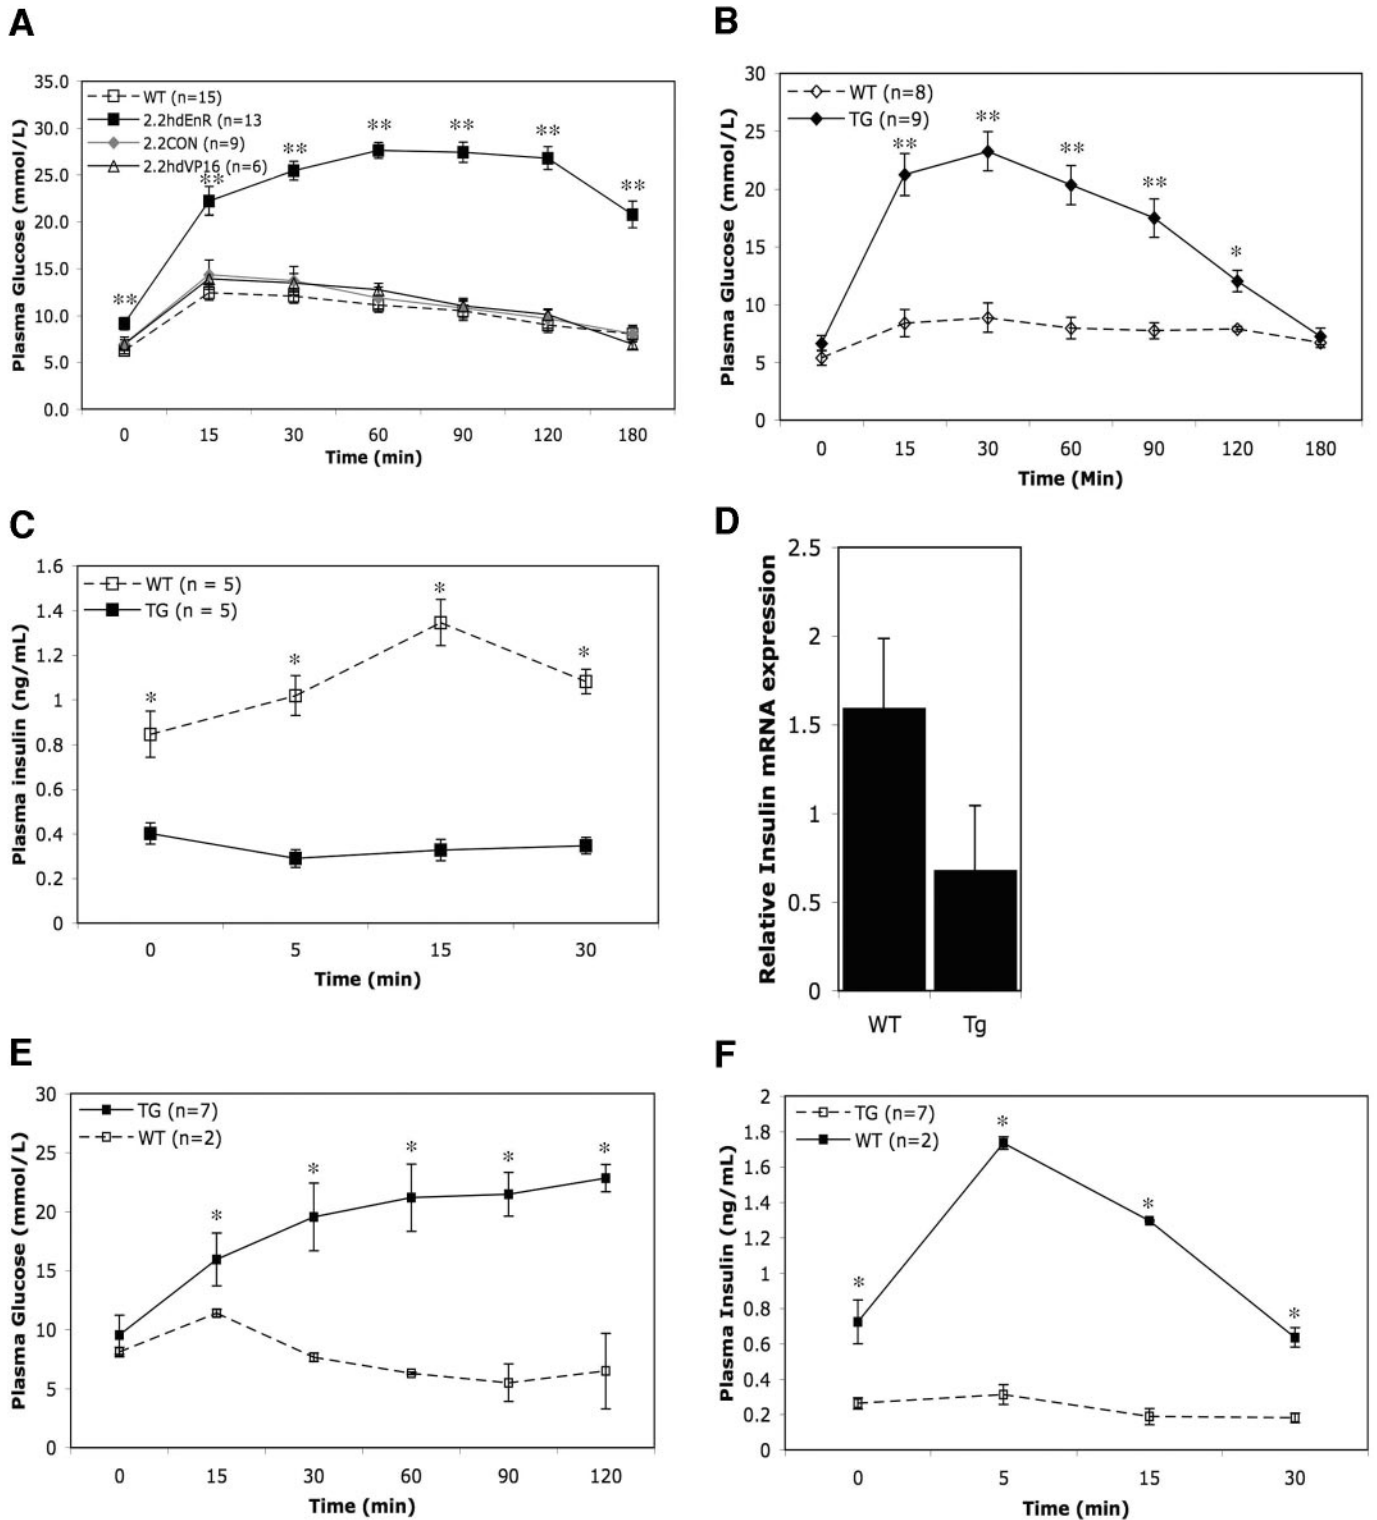 A
35.0
30.0
25.0
20.0
15.0
10.0
5.0
0.0
Plasma Glucose (mmol/L)
WT (n=15)
2.2hdEnR (n=13
2.2CON (n=9)
2.2hdVP16 (n=6)
** ** ** ** ** ** **
0 15 30 60 90 120 180
Time (min)
B
30
25
20
15
10
5
0
Plasma Glucose (mmol/L)
WT (n=8)
TG (n=9)
** ** ** ** *
0 15 30 60 90 120 180
Time (Min)
C
1.6
1.4
1.2
1
0.8
0.6
0.4
0.2
0
Plasma insulin (ng/mL)
WT (n = 5)
TG (n = 5)
* * * *
0 5 15 30
Time (min)
D
2.5
2
1.5
1
0.5
0
Relative Insulin mRNA expression
WT Tg
E
30
25
20
15
10
5
0
Plasma Glucose (mmol/L)
TG (n=7)
WT (n=2)
* * * * *
0 15 30 60 90 120
Time (min)
F
2
1.8
1.6
1.4
1.2
1
0.8
0.6
0.4
0.2
0
Plasma Insulin (ng/mL)
TG (n=7)
WT (n=2)
* * * *
0 5 15 30
Time (min)